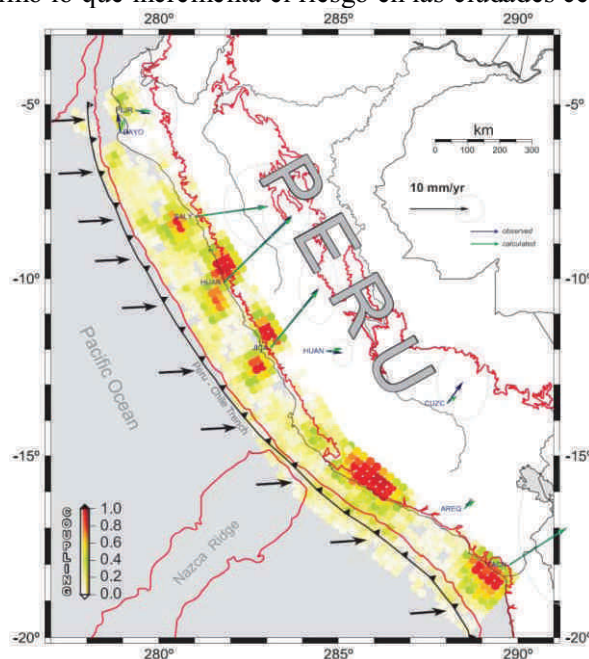 lo que incrementa el riesgo en las ciudades
280° 285° 290°
-5° -5°
PIUR
BAYO
km
0 100 200 300
10 mm/yr
observed
calculated
PERU
-10° -10°
HUAN
HUAN
Pacific Ocean
Peru - Chile Trench
CUZC
-15° -15°
AREQ
1.0
0.8
0.6
0.4
0.2
0.0
COUPLING
Nazca Ridge
-20° -20°
280° 285° 290°